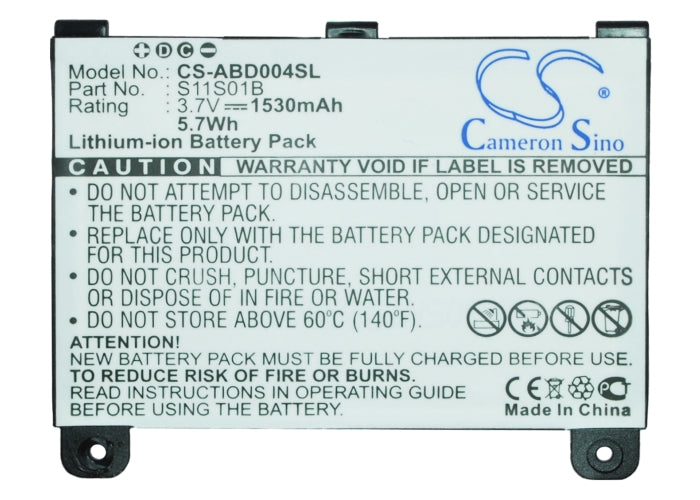 + D C −
Model No.: CS-ABD004SL
Part No. : S11S01B
Rating : 3.7V⎓1530mAh
5.7Wh
Lithium-ion Battery Pack
CS®
Cameron Sino
CAUTION WARRANTY VOID IF LABEL IS REMOVED
• DO NOT ATTEMPT TO DISASSEMBLE, OPEN OR SERVICE
THE BATTERY PACK.
• REPLACE ONLY WITH THE BATTERY PACK DESIGNATED
FOR THIS PRODUCT.
• DO NOT CRUSH, PUNCTURE, SHORT EXTERNAL CONTACTS
OR DISPOSE OF IN FIRE OR WATER.
• DO NOT STORE ABOVE 60°C (140°F).
ATTENTION!
NEW BATTERY PACK MUST BE FULLY CHARGED BEFORE USE.
TO REDUCE RISK OF FIRE OR BURNS.
READ INSTRUCTIONS IN BATTERY GUIDE
BEFORE USING THE BATTERY PACK.
CE PS
Made In China